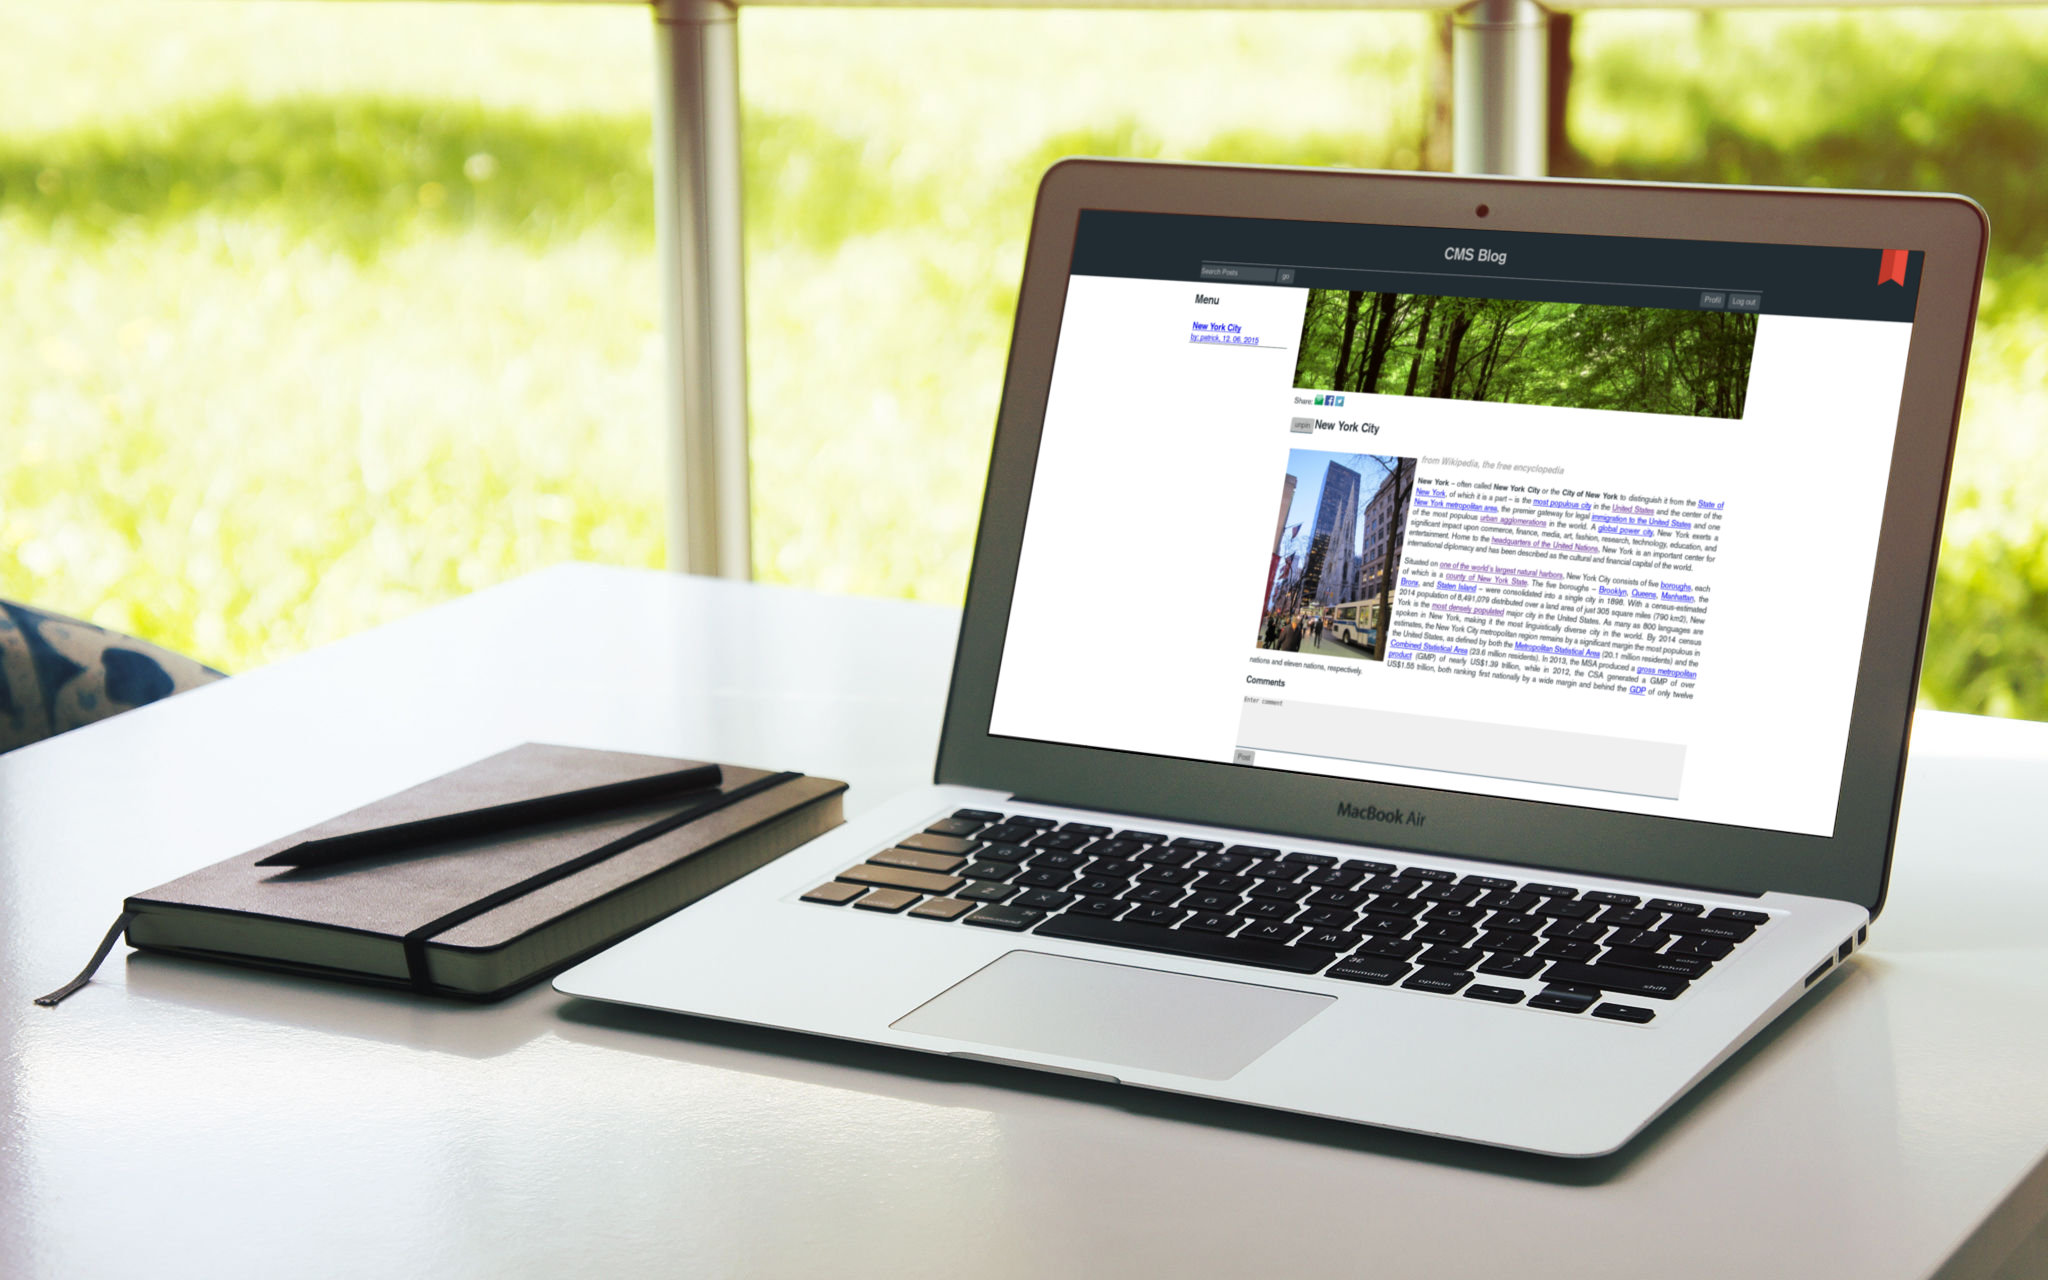 CMS Blog
Search Posts go
Profil Log out
Menu
New York City
by: patrick, 12. 06. 2015
Share:
unpin New York City
from Wikipedia, the free encyclopedia
New York – often called New York City or the City of New York to distinguish it from the State of
New York, of which it is a part – is the most populous city in the United States and the center of the
New York metropolitan area, the premier gateway for legal immigration to the United States and one
of the most populous urban agglomerations in the world. A global power city, New York exerts a
significant impact upon commerce, finance, media, art, fashion, research, technology, education, and
entertainment. Home to the headquarters of the United Nations, New York is an important center for
international diplomacy and has been described as the cultural and financial capital of the world.
Situated on one of the world's largest natural harbors, New York City consists of five boroughs, each
of which is a county of New York State. The five boroughs – Brooklyn, Queens, Manhattan, the
Bronx, and Staten Island – were consolidated into a single city in 1898. With a census-estimated
2014 population of 8,491,079 distributed over a land area of just 305 square miles (790 km2), New
York is the most densely populated major city in the United States. As many as 800 languages are
spoken in New York, making it the most linguistically diverse city in the world. By 2014 census
estimates, the New York City metropolitan region remains by a significant margin the most populous in
the United States, as defined by both the Metropolitan Statistical Area (20.1 million residents) and the
Combined Statistical Area (23.6 million residents). In 2013, the MSA produced a gross metropolitan
product (GMP) of nearly US$1.39 trillion, while in 2012, the CSA generated a GMP of over
US$1.55 trillion, both ranking first nationally by a wide margin and behind the GDP of only twelve
nations and eleven nations, respectively.
Comments
Enter comment
Post
MacBook Air
delete
Q W E R T Y U I O P
enter
return
A S D F G H J K L
shift
Z X C V B N M
command
command
option